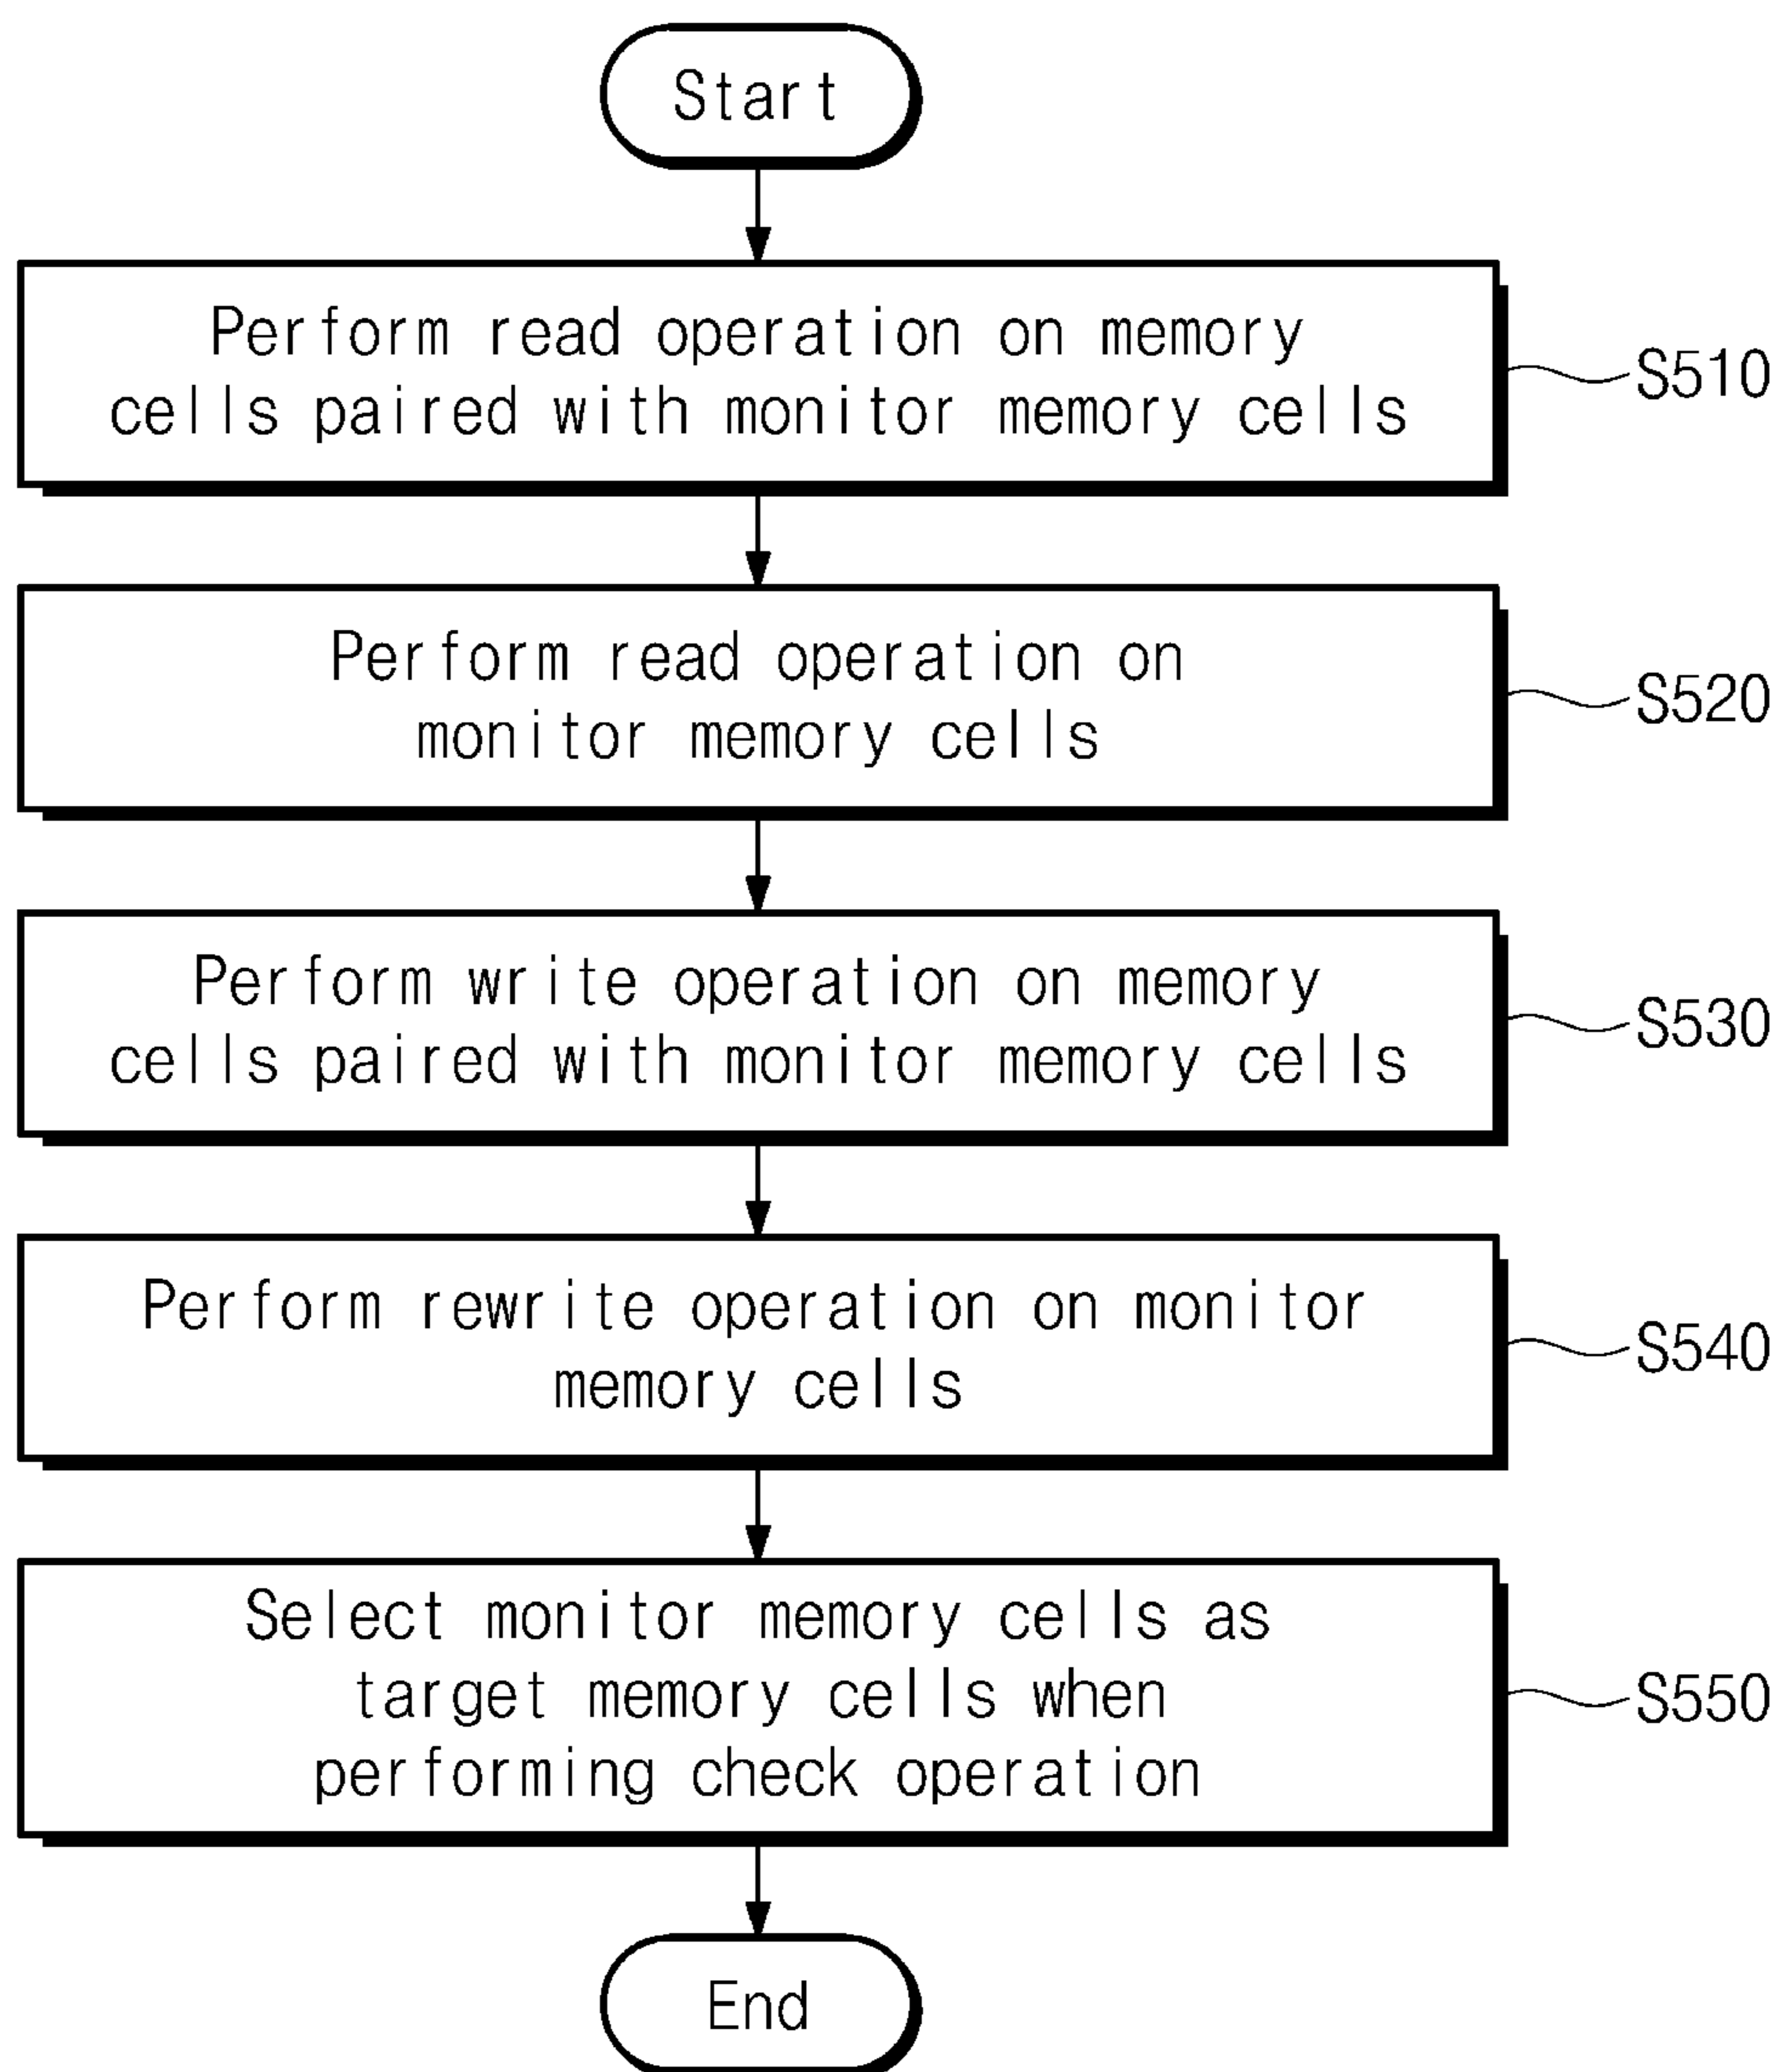 Start
Perform read operation on memory
cells paired with monitor memory cells
S510
Perform read operation on
monitor memory cells
S520
Perform write operation on memory
cells paired with monitor memory cells
S530
Perform rewrite operation on monitor
memory cells
S540
Select monitor memory cells as
target memory cells when
performing check operation
S550
End